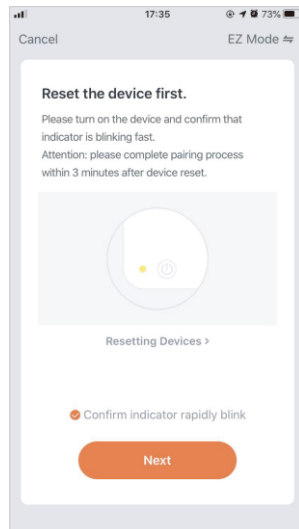 17:35
73%
Cancel
EZ Mode ⇋
Reset the device first.
Please turn on the device and confirm that
indicator is blinking fast.
Attention: please complete pairing process
within 3 minutes after device reset.
Resetting Devices >
Confirm indicator rapidly blink
Next